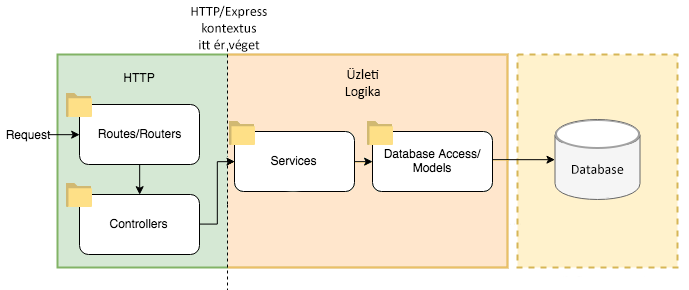 HTTP/Express
kontextus
itt ér véget
HTTP
Üzleti
Logika
Request
Routes/Routers
Services
Database Access/
Models
Database
Controllers